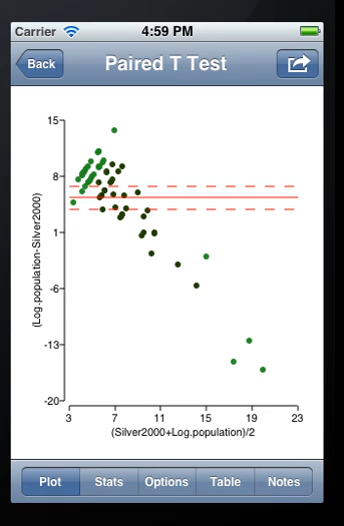 Carrier 4:59 PM
Back Paired T Test
15
8
1
-6
-13
-20
(Log.population-Silver2000)
3 7 11 15 19 23
(Silver2000+Log.population)/2
Plot Stats Options Table Notes